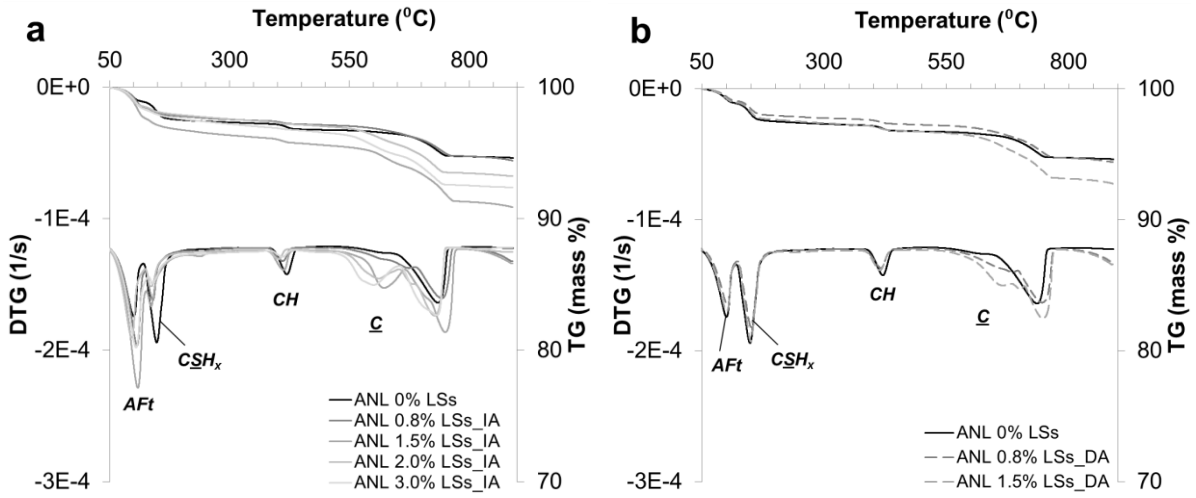 a
Temperature (⁰C)
50 300 550 800
0E+0
-1E-4
-2E-4
-3E-4
DTG (1/s)
100
90
80
70
TG (mass %)
AFt
C̲S̲Hx
CH
C̲
ANL 0% LSs
ANL 0.8% LSs_IA
ANL 1.5% LSs_IA
ANL 2.0% LSs_IA
ANL 3.0% LSs_IA
b
Temperature (⁰C)
50 300 550 800
0E+0
-1E-4
-2E-4
-3E-4
DTG (1/s)
100
90
80
70
TG (mass %)
AFt
CS̲Hx
CH
C̲
ANL 0% LSs
ANL 0.8% LSs_DA
ANL 1.5% LSs_DA